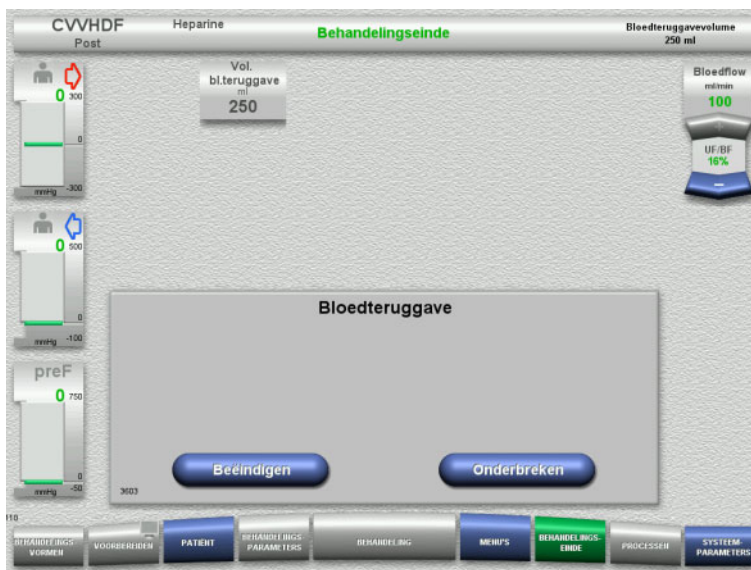 CVVHDF
Post
Heparine
Behandelingseinde
Bloedteruggavevolume
250 ml
0
300
0
-300
mmHg
Vol.
bl.teruggave
ml
250
Bloedflow
ml/min
100
+
UF/BF
16%
−
0
500
0
-100
mmHg
preF
0
750
0
-50
mmHg
Bloedteruggave
Beëindigen
Onderbreken
3603
110
BEHANDELINGS-
VORMEN
VOORBEREIDEN
PATIËNT
BEHANDELINGS-
PARAMETERS
BEHANDELING
MENU'S
BEHANDELINGS-
EINDE
PROCESSEN
SYSTEEM-
PARAMETERS